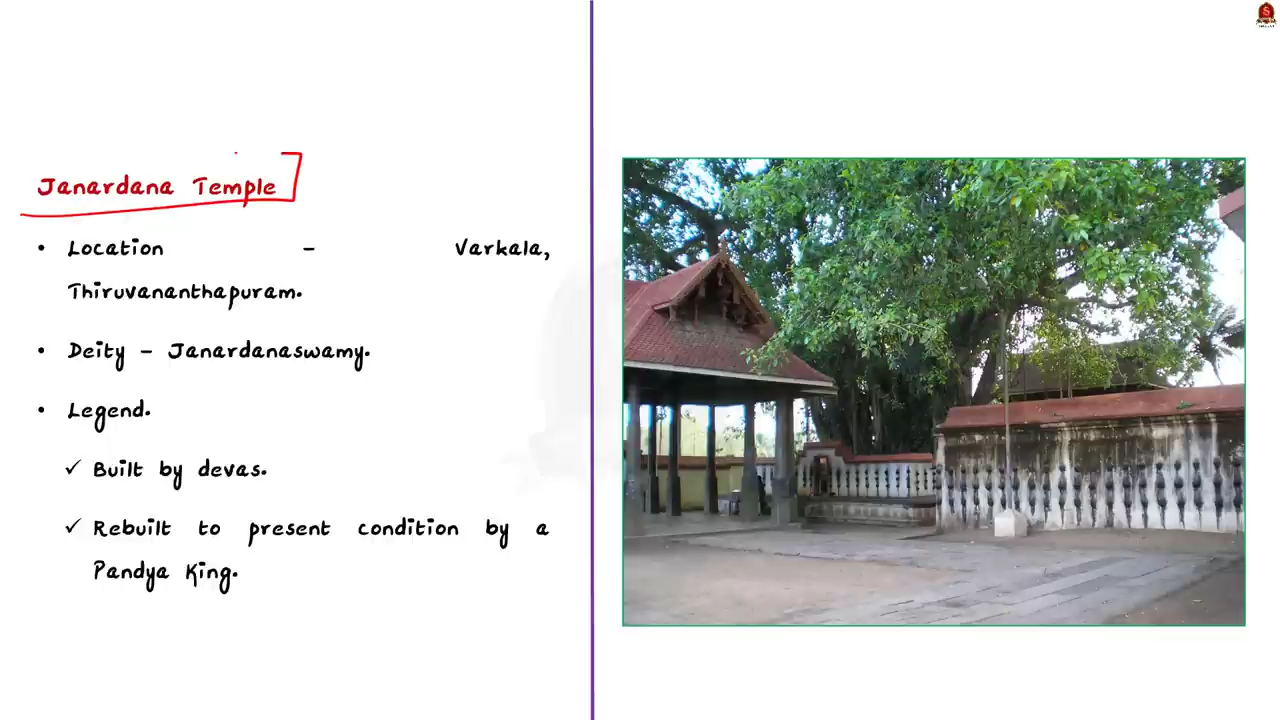 Janardana Temple
• Location - Varkala,
Thiruvananthapuram.
• Deity - Janardanaswamy.
• Legend.
✓ Built by devas.
✓ Rebuilt to present condition by a
Pandya King.